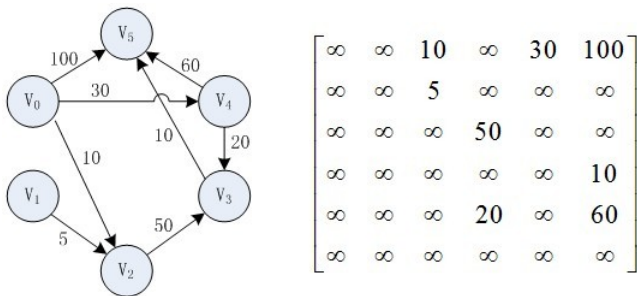 V5
100
60
V0
30
V4
10
20
10
V1
V3
5
50
V2
∞ ∞ 10 ∞ 30 100
∞ ∞ 5 ∞ ∞ ∞
∞ ∞ ∞ 50 ∞ ∞
∞ ∞ ∞ ∞ ∞ 10
∞ ∞ ∞ 20 ∞ 60
∞ ∞ ∞ ∞ ∞ ∞